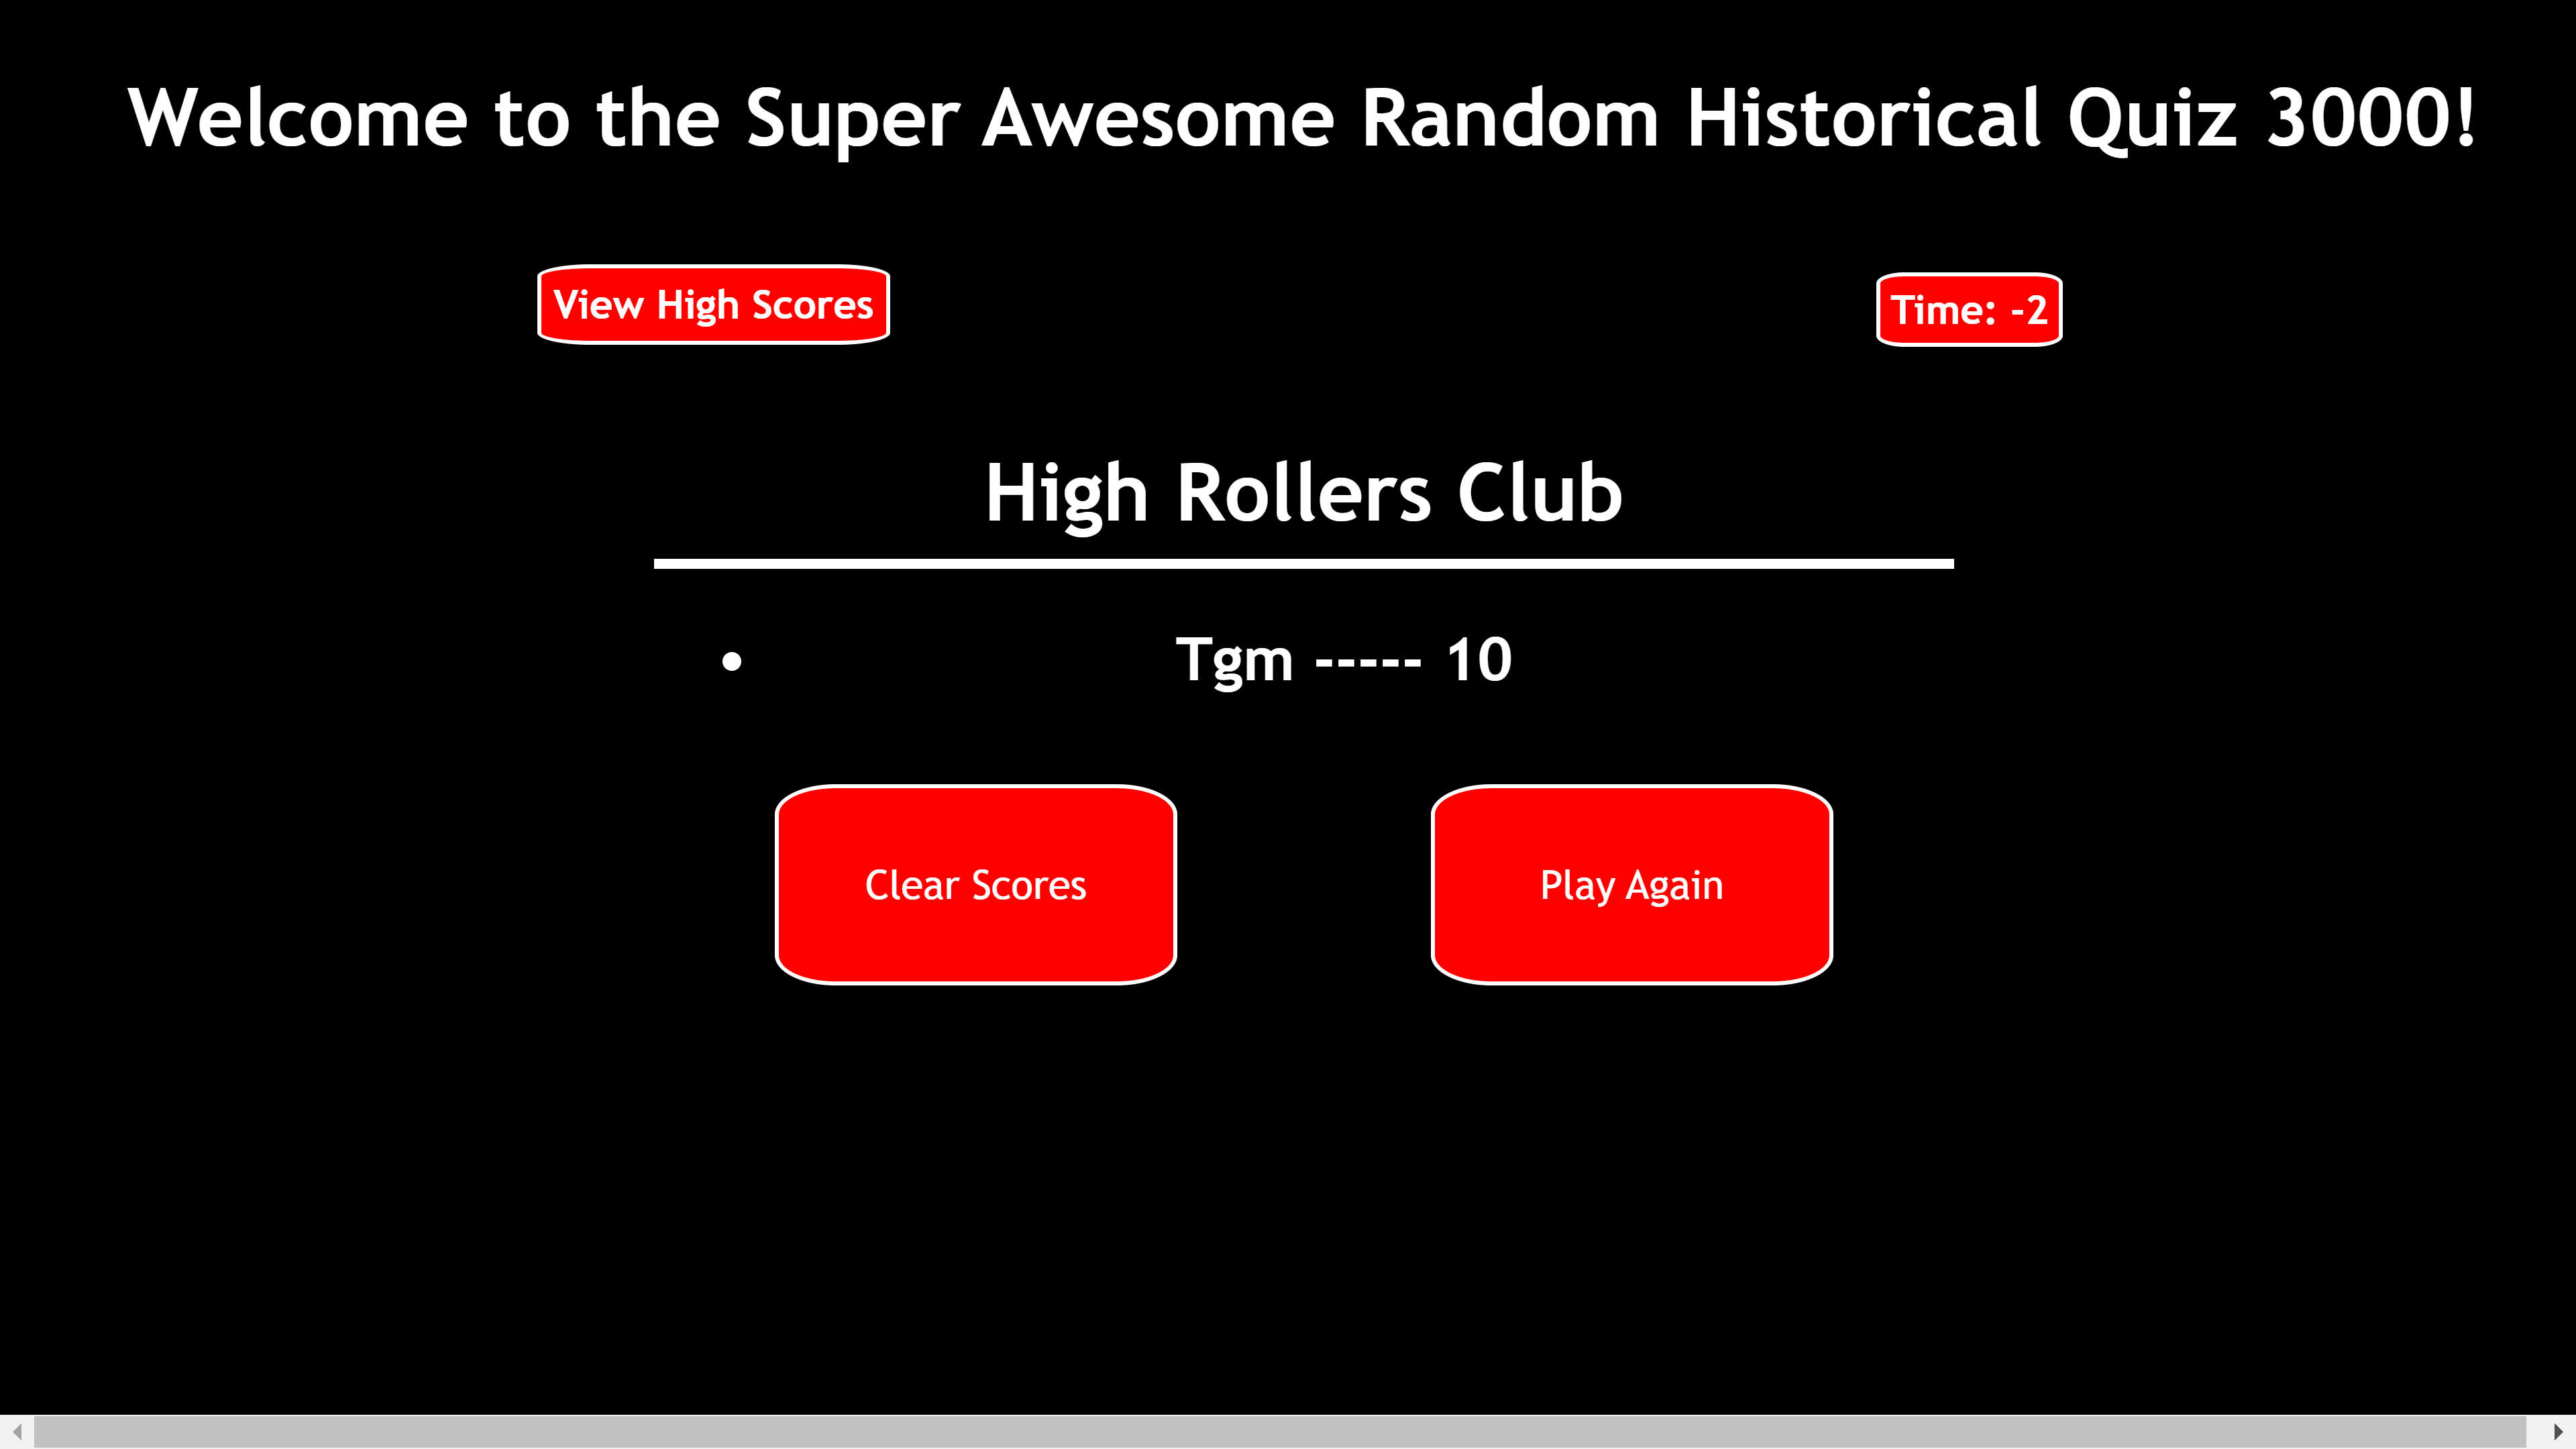 Welcome to the Super Awesome Random Historical Quiz 3000!
View High Scores
Time: -2
High Rollers Club
• Tgm ----- 10
Clear Scores
Play Again